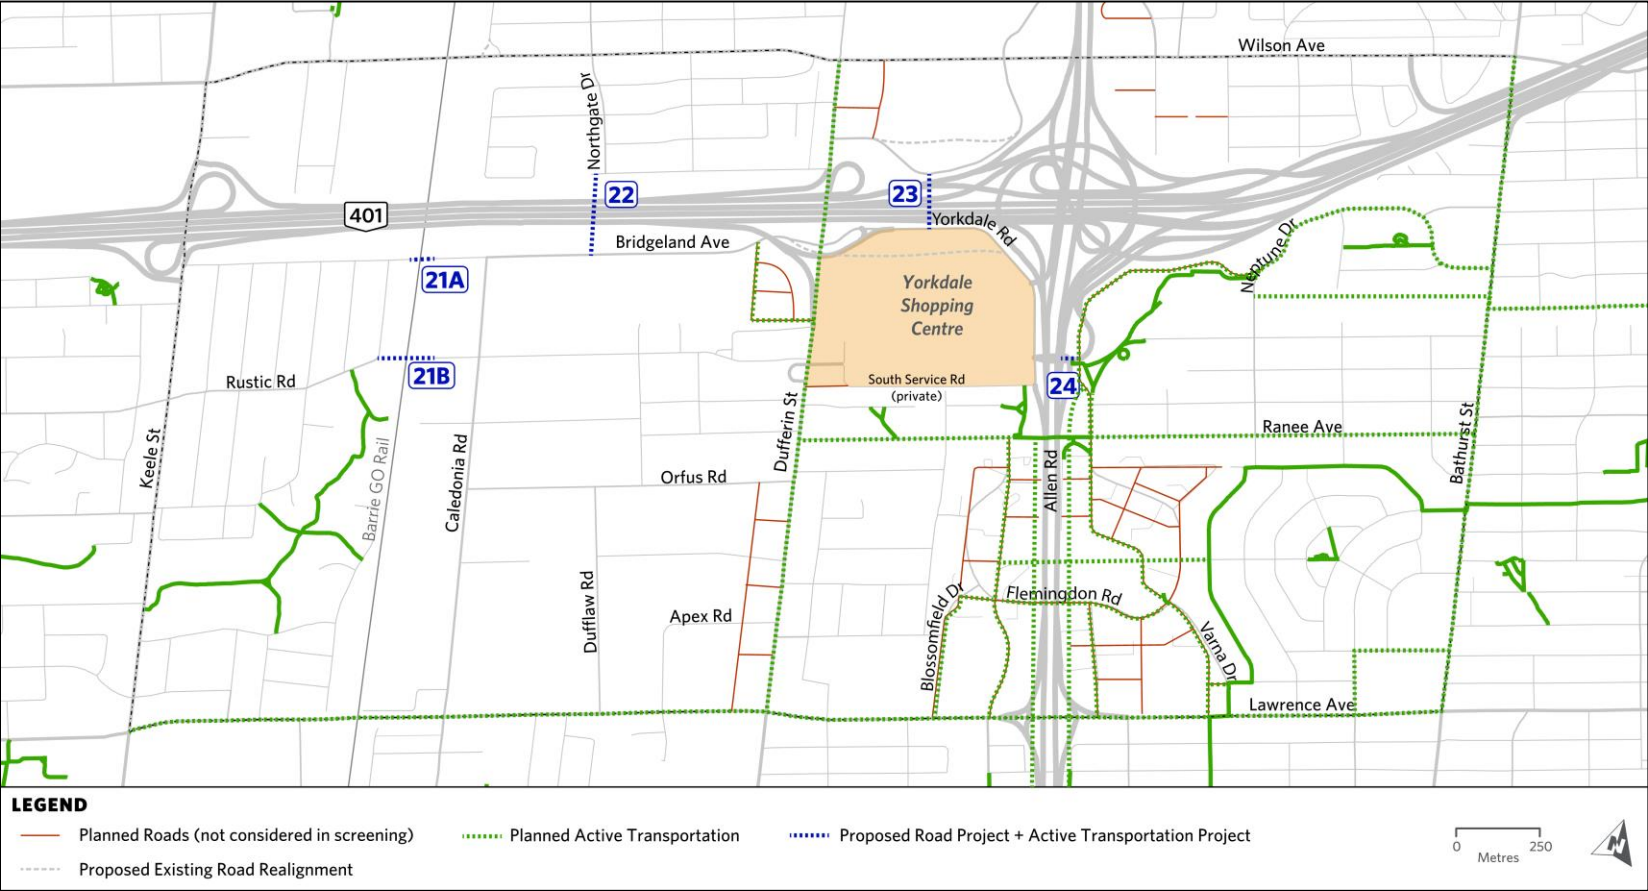 Wilson Ave
Northgate Dr
22
23
401
Yorkdale Rd
Bridgeland Ave
Neptune Dr
21A
Yorkdale
Shopping
Centre
21B
Rustic Rd
South Service Rd
(private)
24
Keele St
Barrie GO Rail
Caledonia Rd
Dufferin St
Ranee Ave
Bathurst St
Orfus Rd
Allen Rd
Dufflaw Rd
Apex Rd
Blossomfield Dr
Flemingdon Rd
Varna Dr
Lawrence Ave
LEGEND
Planned Roads (not considered in screening)
Planned Active Transportation
Proposed Road Project + Active Transportation Project
Proposed Existing Road Realignment
0 250
Metres
N